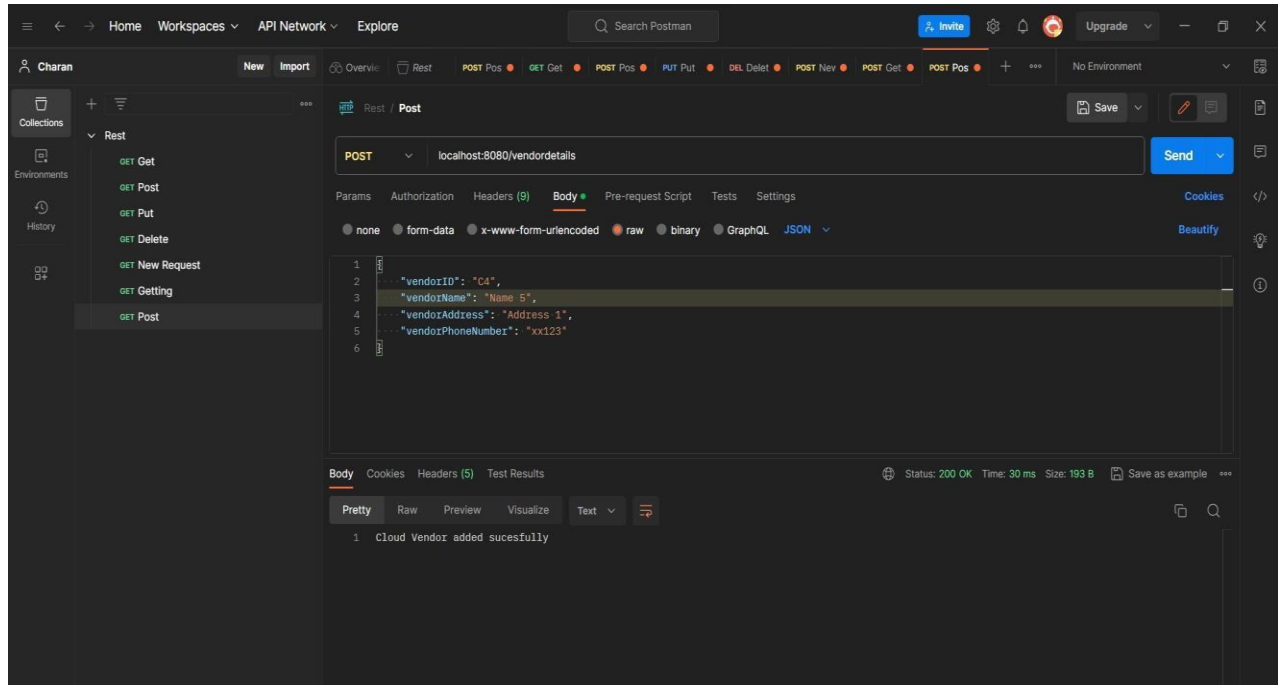 Home Workspaces API Network Explore Search Postman Invite Upgrade
Charan New Import Overvie Rest POST Pos GET Get POST Pos PUT Put DEL Delet POST Nev POST Get POST Pos No Environment
Collections
Environments
History
Rest
GET Get
GET Post
GET Put
GET Delete
GET New Request
GET Getting
GET Post
HTTP Rest / Post Save
POST localhost:8080/vendordetails Send
Params Authorization Headers (9) Body Pre-request Script Tests Settings Cookies
none form-data x-www-form-urlencoded raw binary GraphQL JSON Beautify
1 {
2 "vendorID": "C4",
3 "vendorName": "Name 5",
4 "vendorAddress": "Address 1",
5 "vendorPhoneNumber": "xx123"
6 }
Body Cookies Headers (5) Test Results Status: 200 OK Time: 30 ms Size: 193 B Save as example
Pretty Raw Preview Visualize Text
1 Cloud Vendor added sucesfully